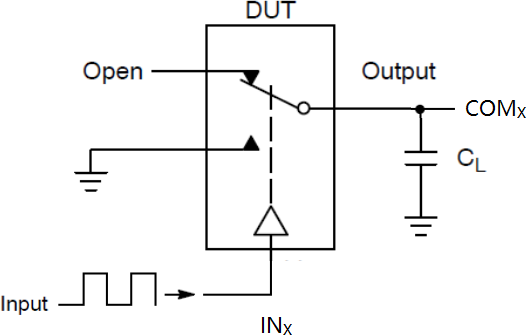 DUT
Open
Output
COMX
CL
Input
INX